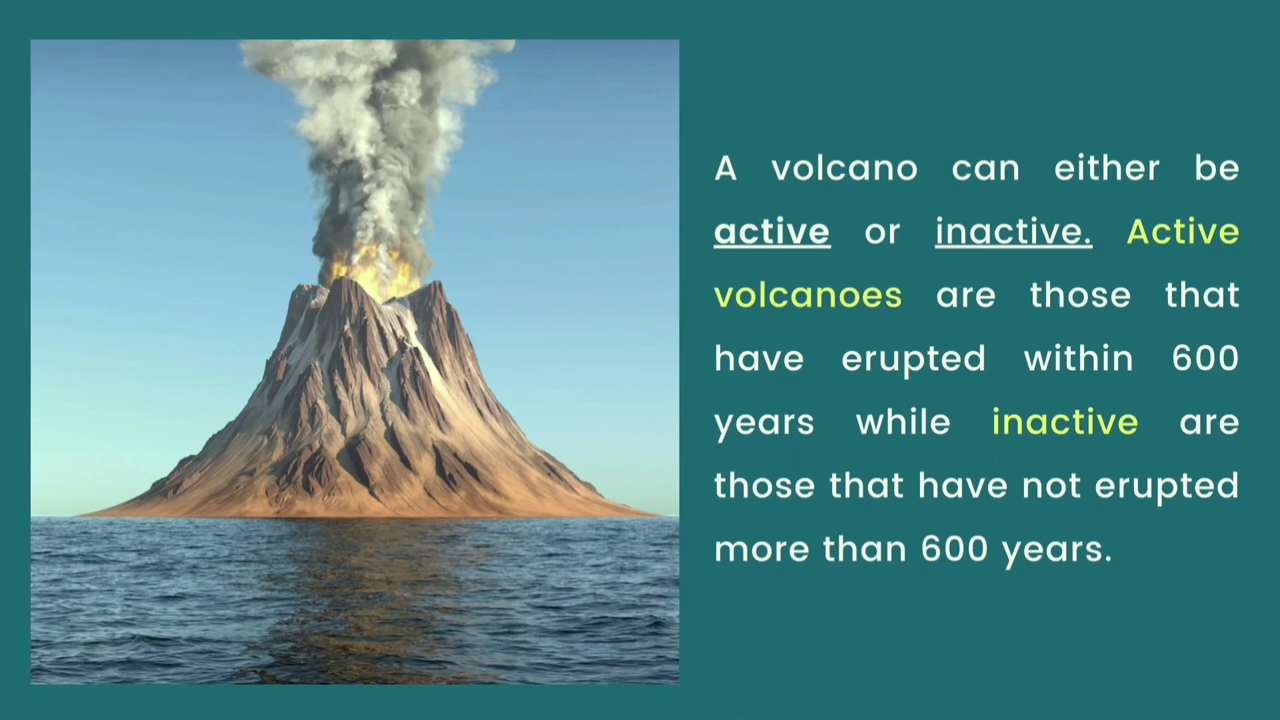 A volcano can either be
active or inactive. Active
volcanoes are those that
have erupted within 600
years while inactive are
those that have not erupted
more than 600 years.